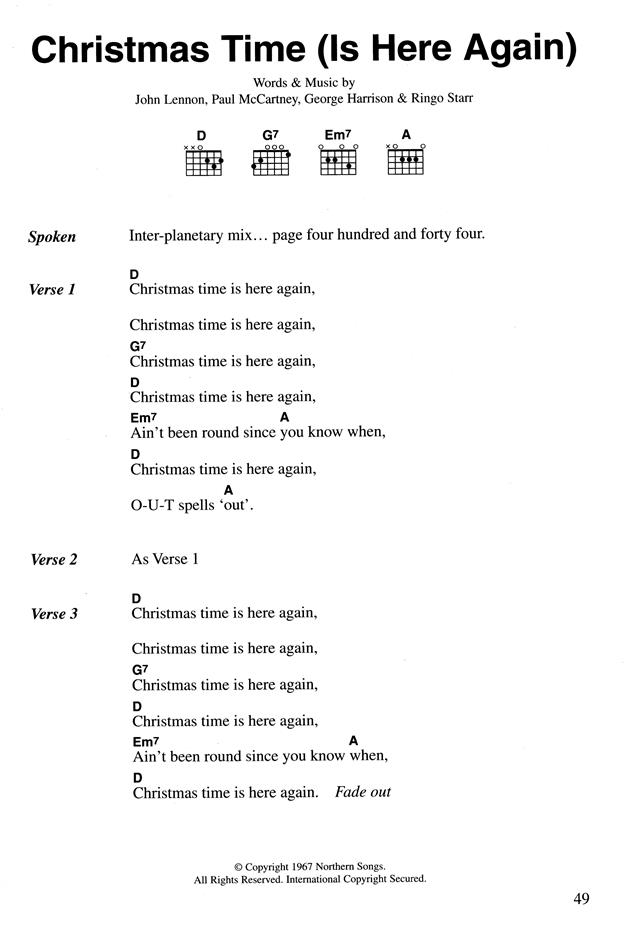 Christmas Time (Is Here Again)
Words & Music by
John Lennon, Paul McCartney, George Harrison & Ringo Starr
D G7 Em7 A
Spoken Inter-planetary mix... page four hundred and forty four.
D
Verse 1 Christmas time is here again,
Christmas time is here again,
G7
Christmas time is here again,
D
Christmas time is here again,
Em7 A
Ain't been round since you know when,
D
Christmas time is here again,
A
O-U-T spells ‘out’.
Verse 2 As Verse 1
D
Verse 3 Christmas time is here again,
Christmas time is here again,
G7
Christmas time is here again,
D
Christmas time is here again,
Em7 A
Ain't been round since you know when,
D
Christmas time is here again. Fade out
© Copyright 1967 Northern Songs.
All Rights Reserved. International Copyright Secured.
49